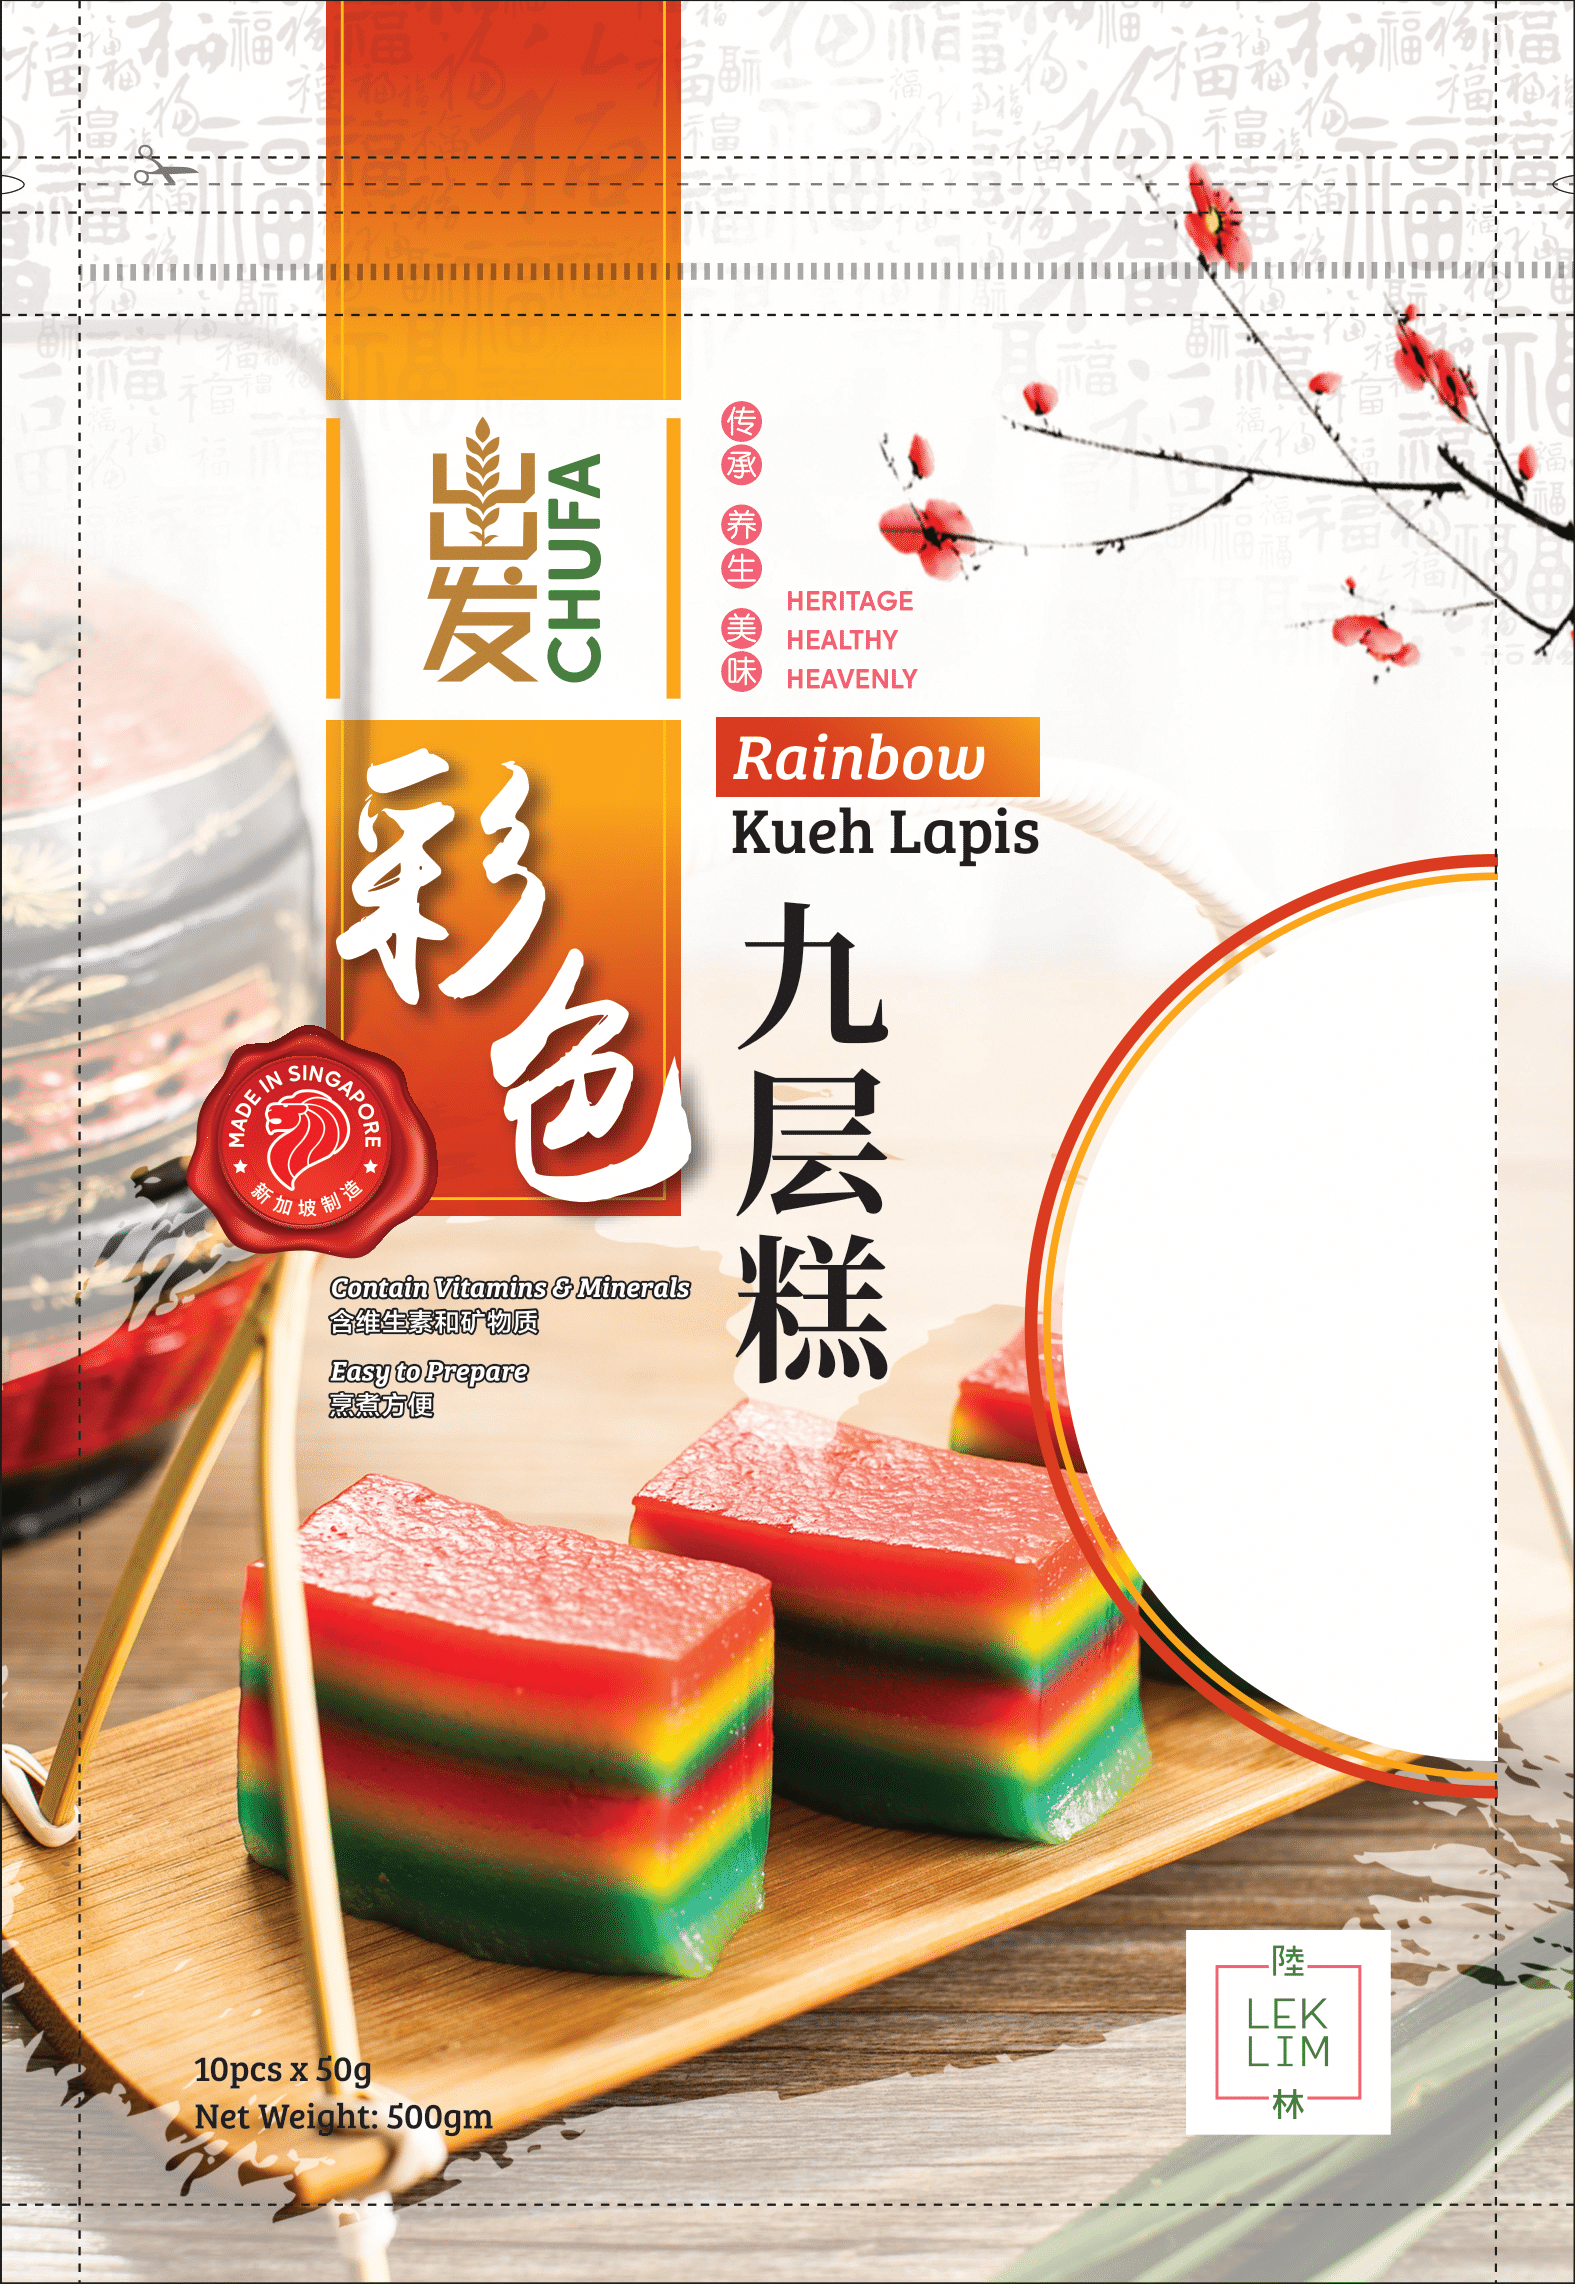 出发
CHUFA
传承 养生 美味
HERITAGE
HEALTHY
HEAVENLY
彩色
Rainbow
Kueh Lapis
九层糕
MADE IN SINGAPORE
新加坡制造
Contain Vitamins & Minerals
含维生素和矿物质
Easy to Prepare
烹煮方便
10pcs x 50g
Net Weight: 500gm
陸
LEK
LIM
林